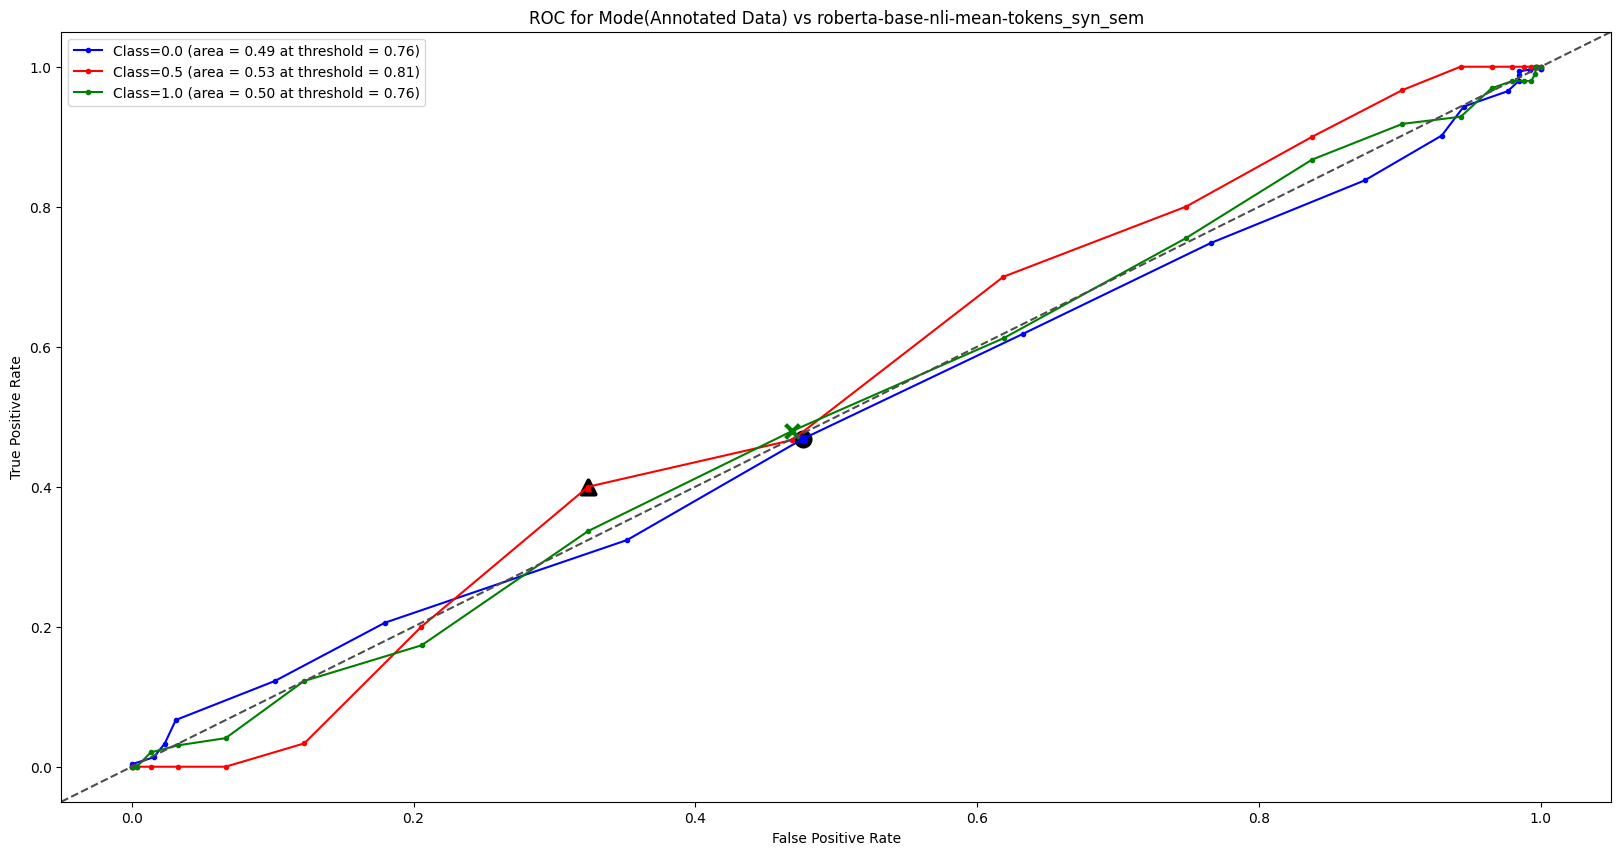 ROC for Mode(Annotated Data) vs roberta-base-nli-mean-tokens_syn_sem
Class=0.0 (area = 0.49 at threshold = 0.76)
Class=0.5 (area = 0.53 at threshold = 0.81)
Class=1.0 (area = 0.50 at threshold = 0.76)
1.0
0.8
0.6
0.4
0.2
0.0
True Positive Rate
0.0 0.2 0.4 0.6 0.8 1.0
False Positive Rate